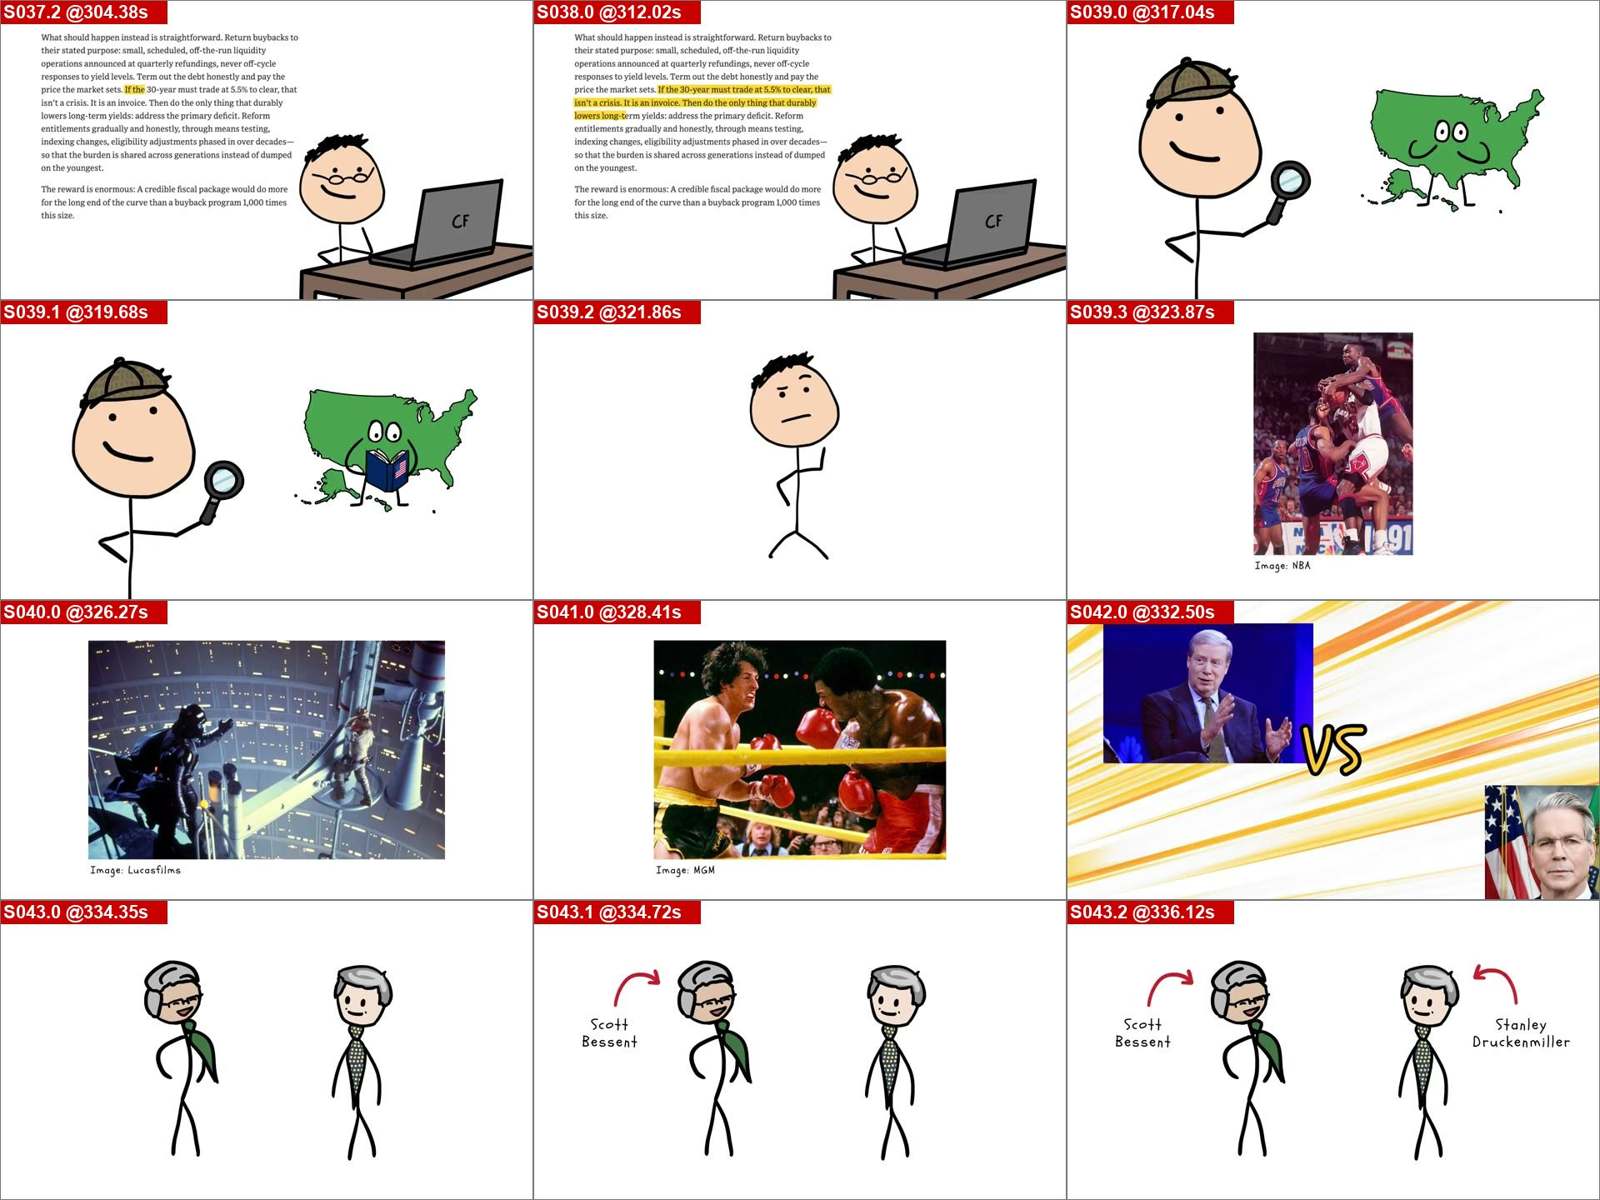 S037.2 @304.38s
What should happen instead is straightforward. Return buybacks to
their stated purpose: small, scheduled, off-the-run liquidity
operations announced at quarterly refundings, never off-cycle
responses to yield levels. Term out the debt honestly and pay the
price the market sets. If the 30-year must trade at 5.5% to clear, that
isn't a crisis. It is an invoice. Then do the only thing that durably
lowers long-term yields: address the primary deficit. Reform
entitlements gradually and honestly, through means testing,
indexing changes, eligibility adjustments phased in over decades—
so that the burden is shared across generations instead of dumped
on the youngest.
The reward is enormous: A credible fiscal package would do more
for the long end of the curve than a buyback program 1,000 times
this size.
CF
S038.0 @312.02s
What should happen instead is straightforward. Return buybacks to
their stated purpose: small, scheduled, off-the-run liquidity
operations announced at quarterly refundings, never off-cycle
responses to yield levels. Term out the debt honestly and pay the
price the market sets. If the 30-year must trade at 5.5% to clear, that
isn't a crisis. It is an invoice. Then do the only thing that durably
lowers long-term yields: address the primary deficit. Reform
entitlements gradually and honestly, through means testing,
indexing changes, eligibility adjustments phased in over decades—
so that the burden is shared across generations instead of dumped
on the youngest.
The reward is enormous: A credible fiscal package would do more
for the long end of the curve than a buyback program 1,000 times
this size.
CF
S039.0 @317.04s
S039.1 @319.68s
S039.2 @321.86s
S039.3 @323.87s
Image: NBA
S040.0 @326.27s
Image: Lucasfilms
S041.0 @328.41s
Image: MGM
S042.0 @332.50s
VS
S043.0 @334.35s
S043.1 @334.72s
Scott
Bessent
S043.2 @336.12s
Scott
Bessent
Stanley
Druckenmiller